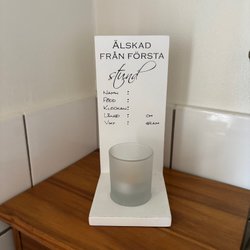 ÄLSKAD
FRÅN FÖRSTA
stund
NAMN :
FÖDD :
KLOCKAN:
LÄNGD : CM
VIKT : GRAM